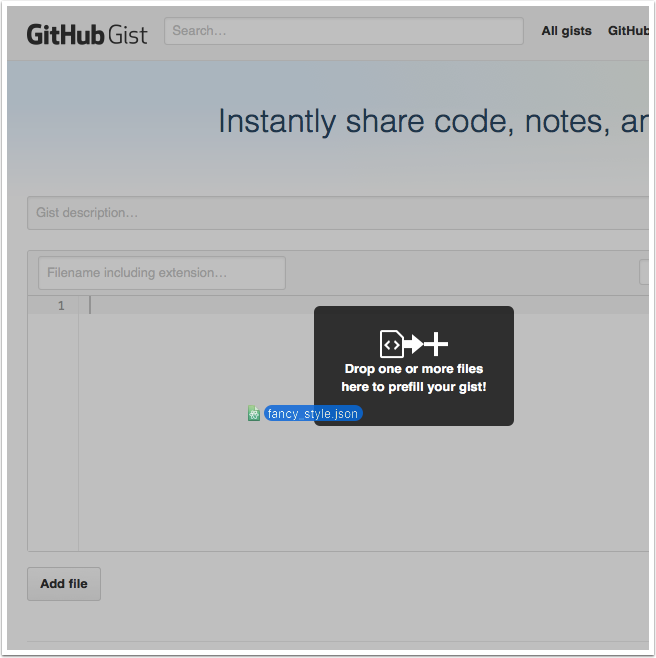 GitHub Gist
Search...
All gists
GitHub
Instantly share code, notes, an
Gist description...
Filename including extension...
1
Drop one or more files
here to prefill your gist!
fancy_style.json
Add file